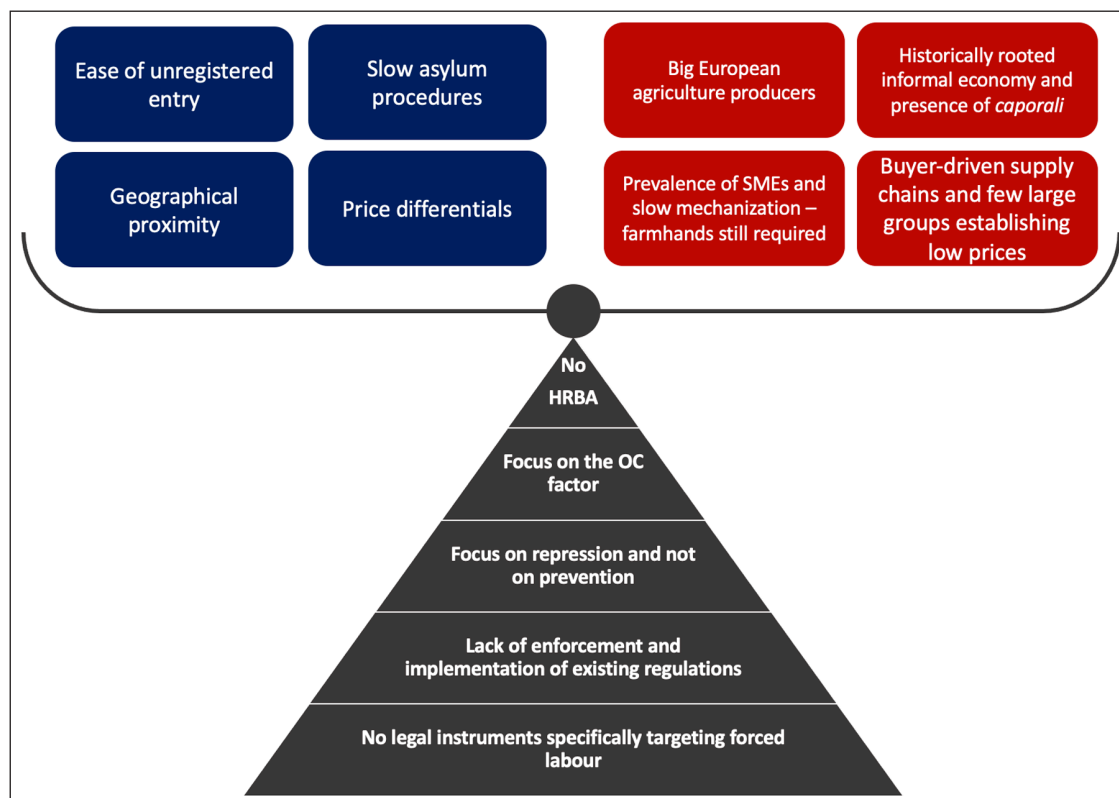 Ease of unregistered
entry
Slow asylum
procedures
Big European
agriculture producers
Historically rooted
informal economy and
presence of caporali
Geographical
proximity
Price differentials
Prevalence of SMEs and
slow mechanization –
farmhands still required
Buyer-driven supply
chains and few large
groups establishing
low prices
No
HRBA
Focus on the OC
factor
Focus on repression and not
on prevention
Lack of enforcement and
implementation of existing regulations
No legal instruments specifically targeting forced
labour